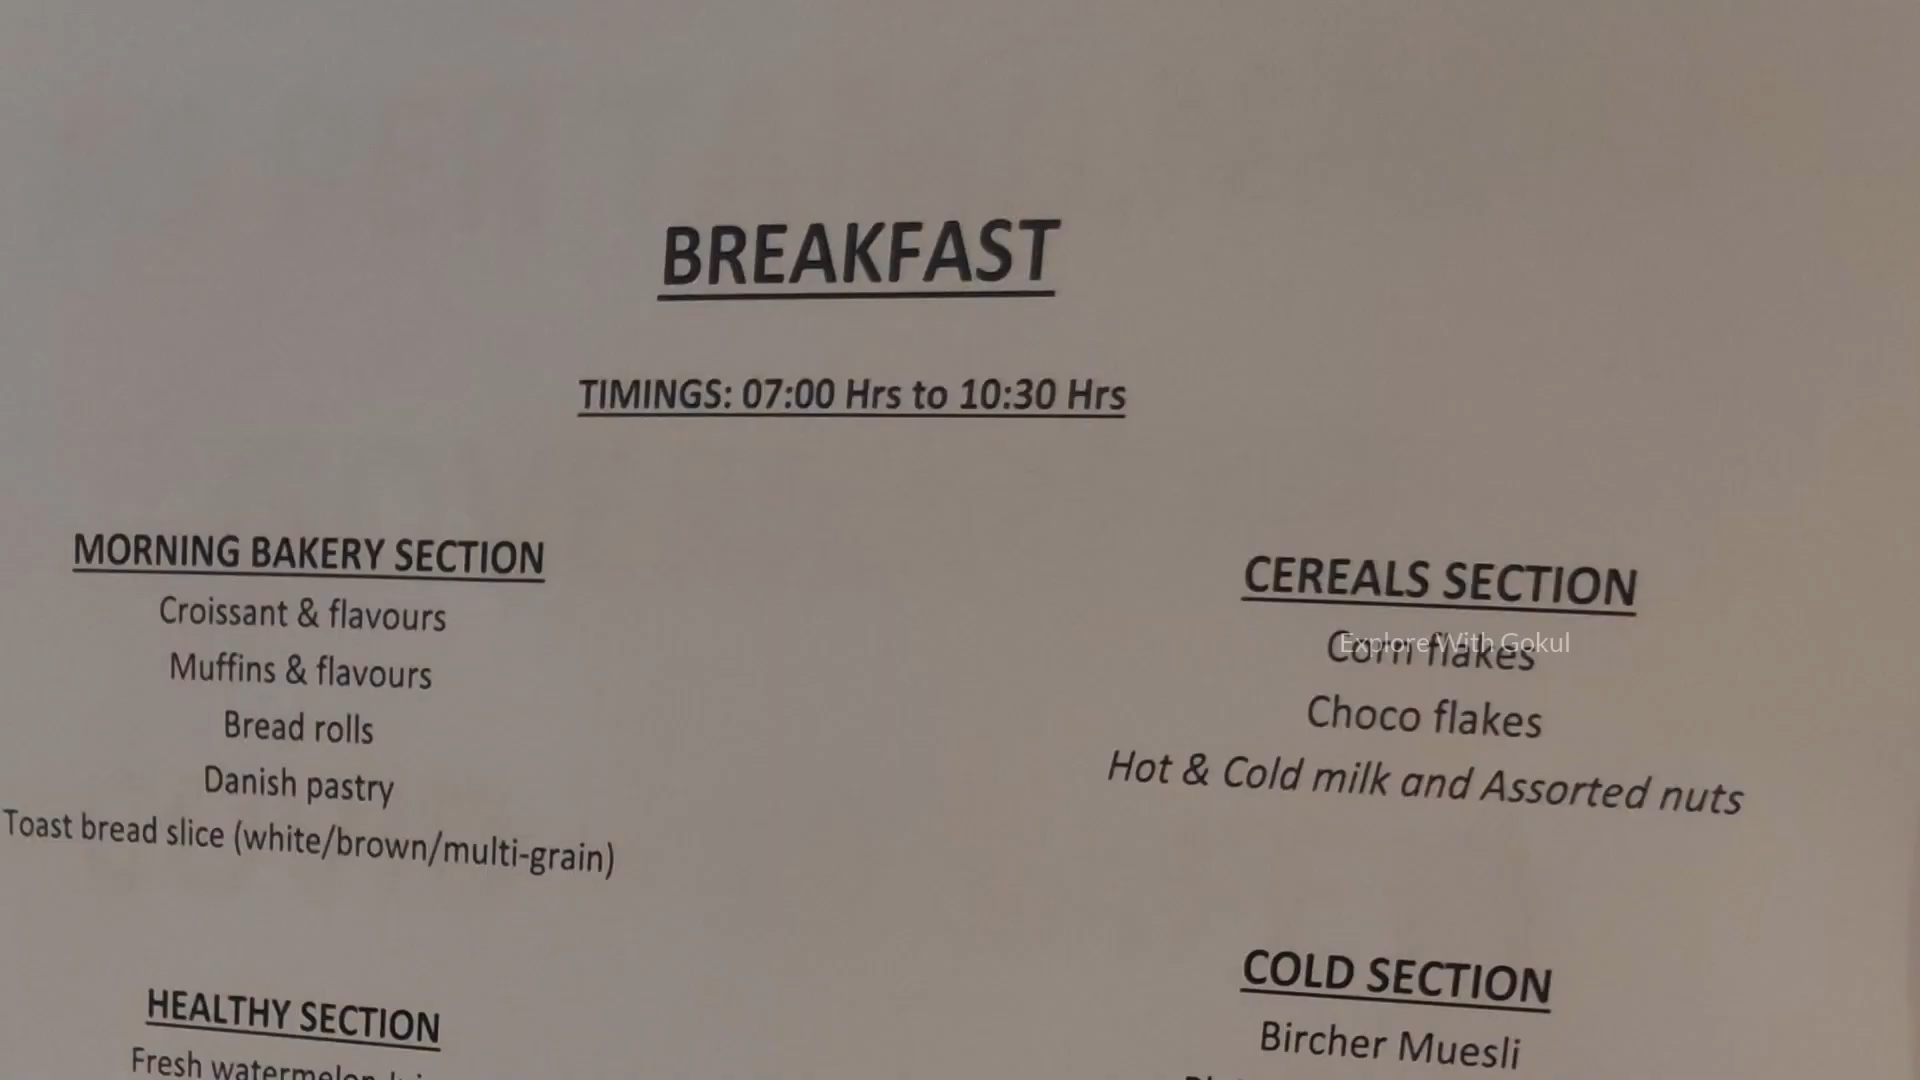 BREAKFAST
TIMINGS: 07:00 Hrs to 10:30 Hrs
MORNING BAKERY SECTION
Croissant & flavours
Muffins & flavours
Bread rolls
Danish pastry
Toast bread slice (white/brown/multi-grain)
HEALTHY SECTION
Fresh watermelon
CEREALS SECTION
Corn flakes
Explore With Gokul
Choco flakes
Hot & Cold milk and Assorted nuts
COLD SECTION
Bircher Muesli